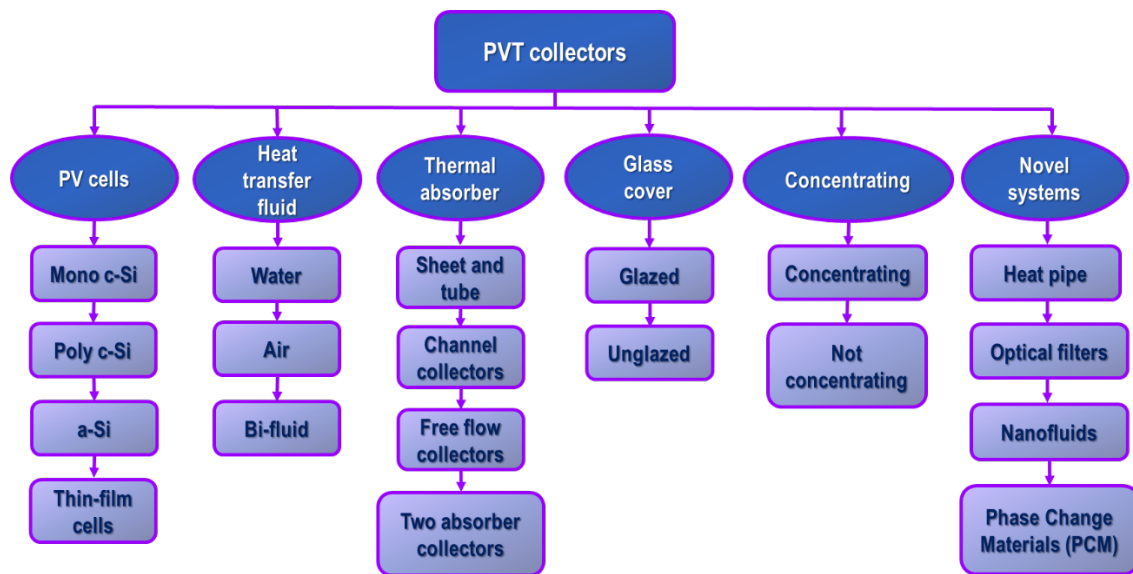 PVT collectors
PV cells
Heat
transfer
fluid
Thermal
absorber
Glass
cover
Concentrating
Novel
systems
Mono c-Si
Poly c-Si
a-Si
Thin-film
cells
Water
Air
Bi-fluid
Sheet and
tube
Channel
collectors
Free flow
collectors
Two absorber
collectors
Glazed
Unglazed
Concentrating
Not
concentrating
Heat pipe
Optical filters
Nanofluids
Phase Change
Materials (PCM)